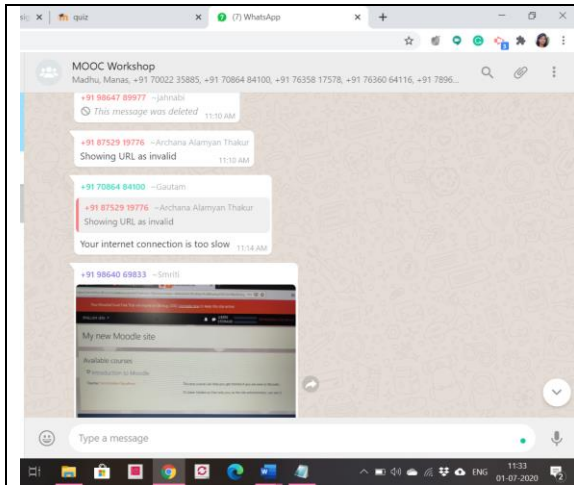 quiz
(7) WhatsApp
MOOC Workshop
Madhu, Manas, +91 70022 35885, +91 70864 84100, +91 76358 17578, +91 76360 64116, +91 7896...
+91 98647 89977 ~jahnabi
This message was deleted 11:10 AM
+91 87529 19776 ~Archana Alamyan Thakur
Showing URL as invalid 11:10 AM
+91 70864 84100 ~Gautam
+91 87529 19776 ~Archana Alamyan Thakur
Showing URL as invalid
Your internet connection is too slow 11:14 AM
+91 98640 69833 ~Smriti
My new Moodle site
Available courses
Introduction to Moodle
Type a message
ENG
11:33
01-07-2020